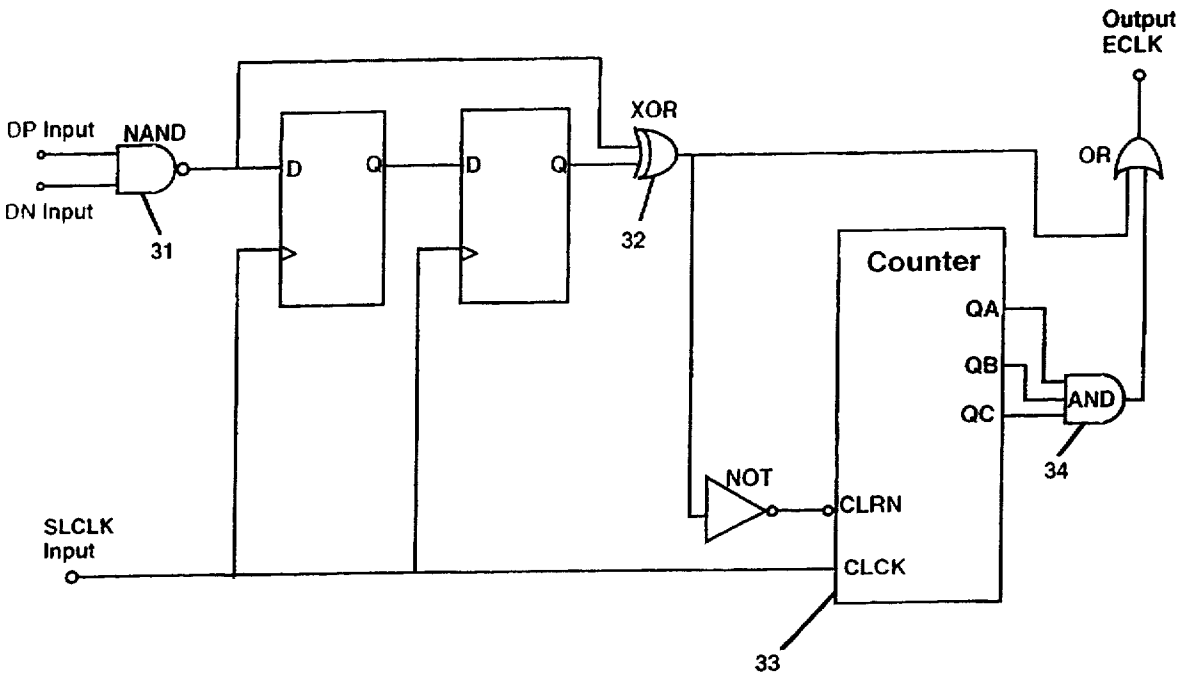 Output
ECLK
XOR
DP Input
NAND
OR
D
Q
D
Q
DN Input
31
32
Counter
QA
QB
AND
QC
34
NOT
CLRN
SLCLK
Input
CLCK
33